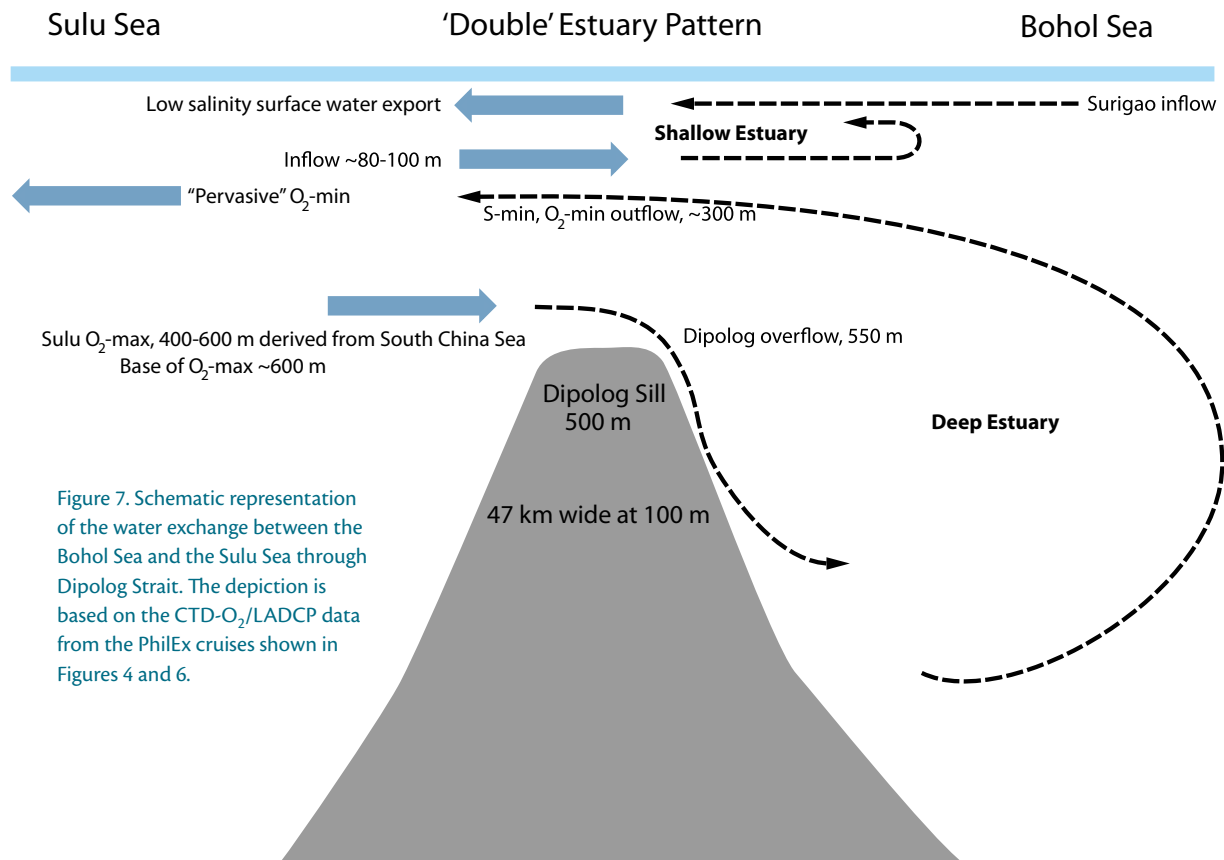 Sulu Sea
'Double' Estuary Pattern
Bohol Sea
Low salinity surface water export
Surigao inflow
Shallow Estuary
Inflow ~80-100 m
"Pervasive" O₂-min
S-min, O₂-min outflow, ~300 m
Sulu O₂-max, 400-600 m derived from South China Sea
Base of O₂-max ~600 m
Dipolog overflow, 550 m
Dipolog Sill
500 m
Deep Estuary
47 km wide at 100 m
Figure 7. Schematic representation
of the water exchange between the
Bohol Sea and the Sulu Sea through
Dipolog Strait. The depiction is
based on the CTD-O₂/LADCP data
from the PhilEx cruises shown in
Figures 4 and 6.